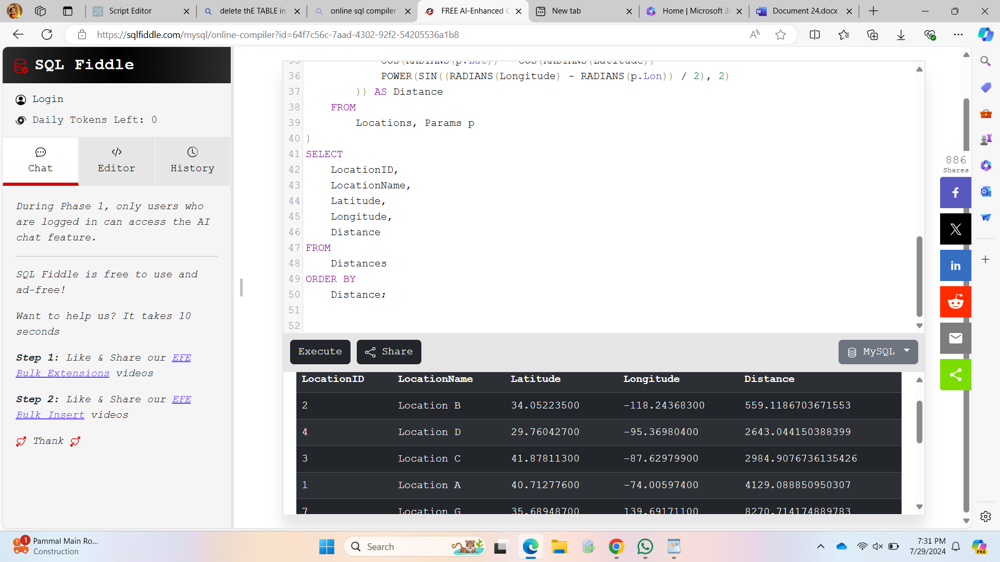 Script Editor
delete thE TABLE in
online sql compiler
FREE AI-Enhanced
New tab
Home | Microsoft 3
Document 24.docx
https://sqlfiddle.com/mysql/online-compiler?id=64f7c56c-7aad-4302-92f2-54205536a1b8
SQL Fiddle
Login
Daily Tokens Left: 0
Chat
Editor
History
During Phase 1, only users who
are logged in can access the AI
chat feature.
SQL Fiddle is free to use and
ad-free!
Want to help us? It takes 10
seconds
Step 1: Like & Share our EFE
Bulk Extensions videos
Step 2: Like & Share our EFE
Bulk Insert videos
Thank
36 POWER(SIN((RADIANS(Longitude) - RADIANS(p.Lon)) / 2), 2)
37 )) AS Distance
38 FROM
39 Locations, Params p
40 )
41 SELECT
42 LocationID,
43 LocationName,
44 Latitude,
45 Longitude,
46 Distance
47 FROM
48 Distances
49 ORDER BY
50 Distance;
51
52
Execute
Share
MySQL
LocationID LocationName Latitude Longitude Distance
2 Location B 34.05223500 -118.24368300 559.1186703671553
4 Location D 29.76042700 -95.36980400 2643.044150388399
3 Location C 41.87811300 -87.62979900 2984.9076736135426
1 Location A 40.71277600 -74.00597400 4129.088850950307
7 Location G 35.68948700 139.69171100 8270.714174889783
886
Shares
1
Pammal Main Ro...
Construction
Search
7:31 PM
7/29/2024
PRE